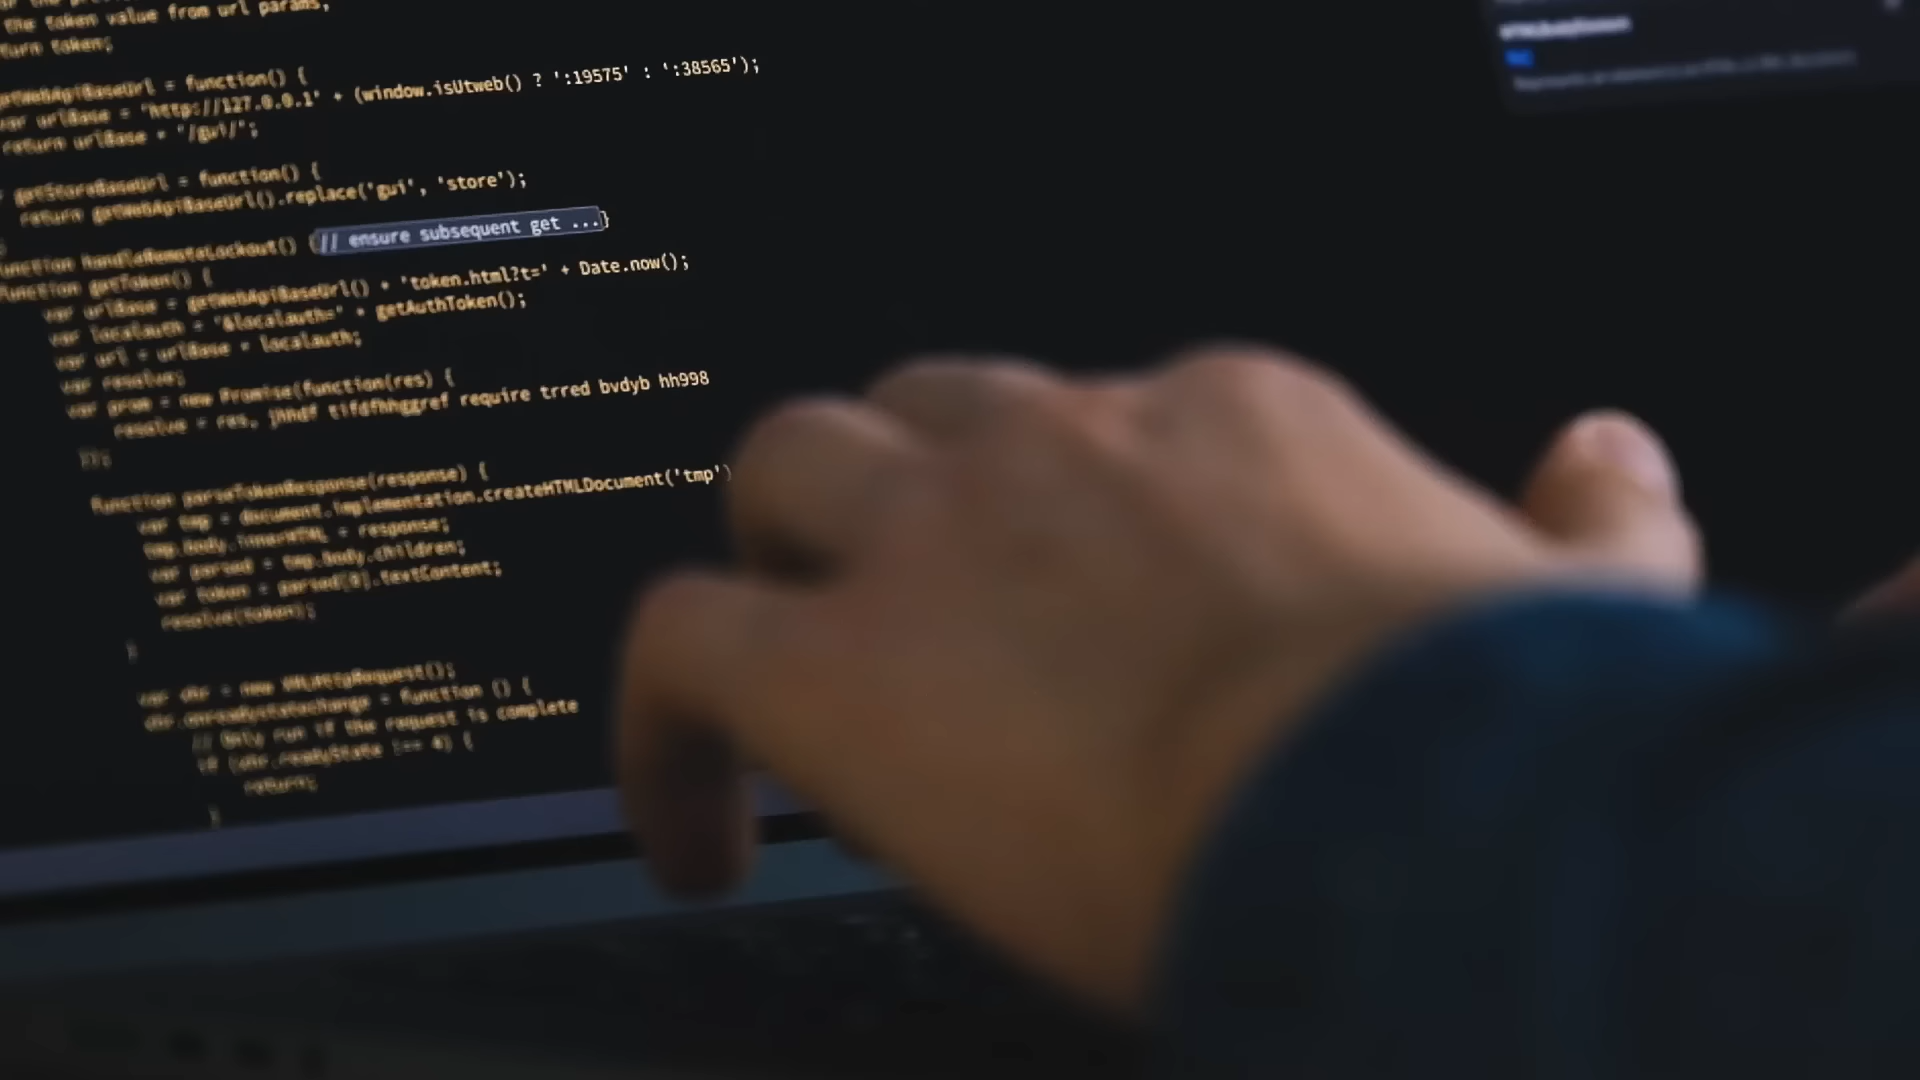 the token value from url params,
return token;
getWebApiBaseUrl = function() {
var urlBase = 'http://127.0.0.1' + (window.isUtweb() ? ':19575' : ':38565');
return urlBase + '/gui/';
getStoreBaseUrl = function() {
return getWebApiBaseUrl().replace('gui', 'store');
function handleRemoteLockout() {// ensure subsequent get ...}
function getToken() {
var urlBase = getWebApiBaseUrl() + 'token.html?t=' + Date.now();
var localauth = "&localauth=" + getAuthToken();
var url = urlBase + localauth;
var resolve;
var prom = new Promise(function(res) {
resolve = res, jhhdf tifdfhhggref require trred bvdyb hh998
});
function parseTokenResponse(response) {
var tmp = document.implementation.createHTMLDocument('tmp')
tmp.body.innerHTML = response;
var parsed = tmp.body.children;
var token = parsed[0].textContent;
resolve(token);
}
var xhr = new XMLHttpRequest();
xhr.onreadystatechange = function () {
// Only run if the request is complete
if (xhr.readyState !== 4) {
return;
}